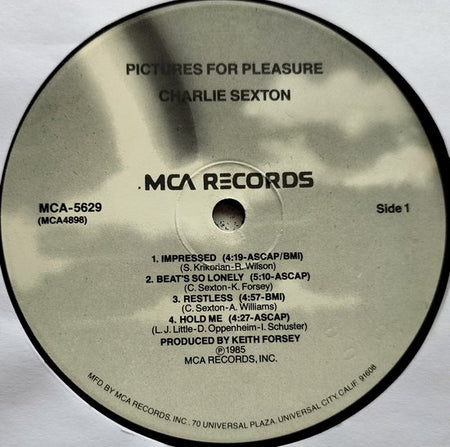 PICTURES FOR PLEASURE
CHARLIE SEXTON
MCA RECORDS
MCA-5629
(MCA4898)
Side 1
1. IMPRESSED (4:19-ASCAP/BMI)
(S. Krikorian-R. Wilson)
2. BEAT'S SO LONELY (5:10-ASCAP)
(C. Sexton-K. Forsey)
3. RESTLESS (4:57-BMI)
(C. Sexton-A. Williams)
4. HOLD ME (4:27-ASCAP)
(L. J. Little-D. Oppenheim-I. Schuster)
PRODUCED BY KEITH FORSEY
℗1985
MCA RECORDS, INC.
MFD. BY MCA RECORDS, INC. 70 UNIVERSAL PLAZA, UNIVERSAL CITY, CALIF. 91608